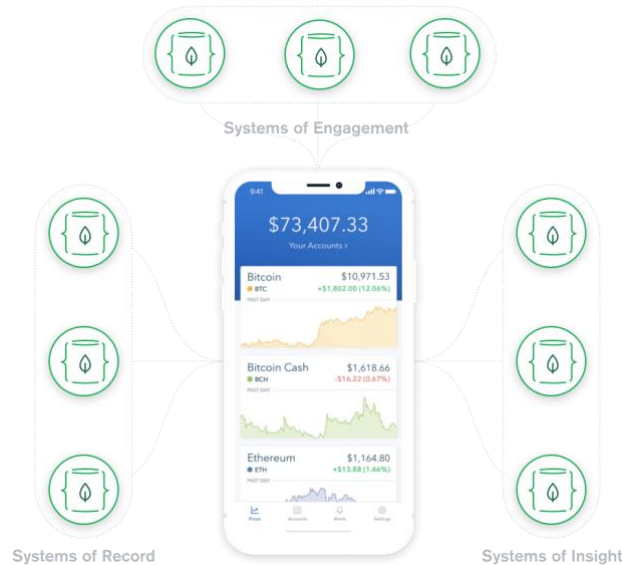 Systems of Engagement
9:41
$73,407.33
Your Accounts >
Bitcoin $10,971.53
BTC +$1,802.00 (12.06%)
PAST DAY
Bitcoin Cash $1,618.66
BCH -$16.22 (0.67%)
PAST DAY
Ethereum $1,164.80
ETH +$13.88 (1.46%)
PAST DAY
Prices Accounts Alerts Settings
Systems of Record
Systems of Insight